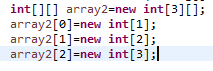 int[][] array2=new int[3][];
array2[0]=new int[1];
array2[1]=new int[2];
array2[2]=new int[3];